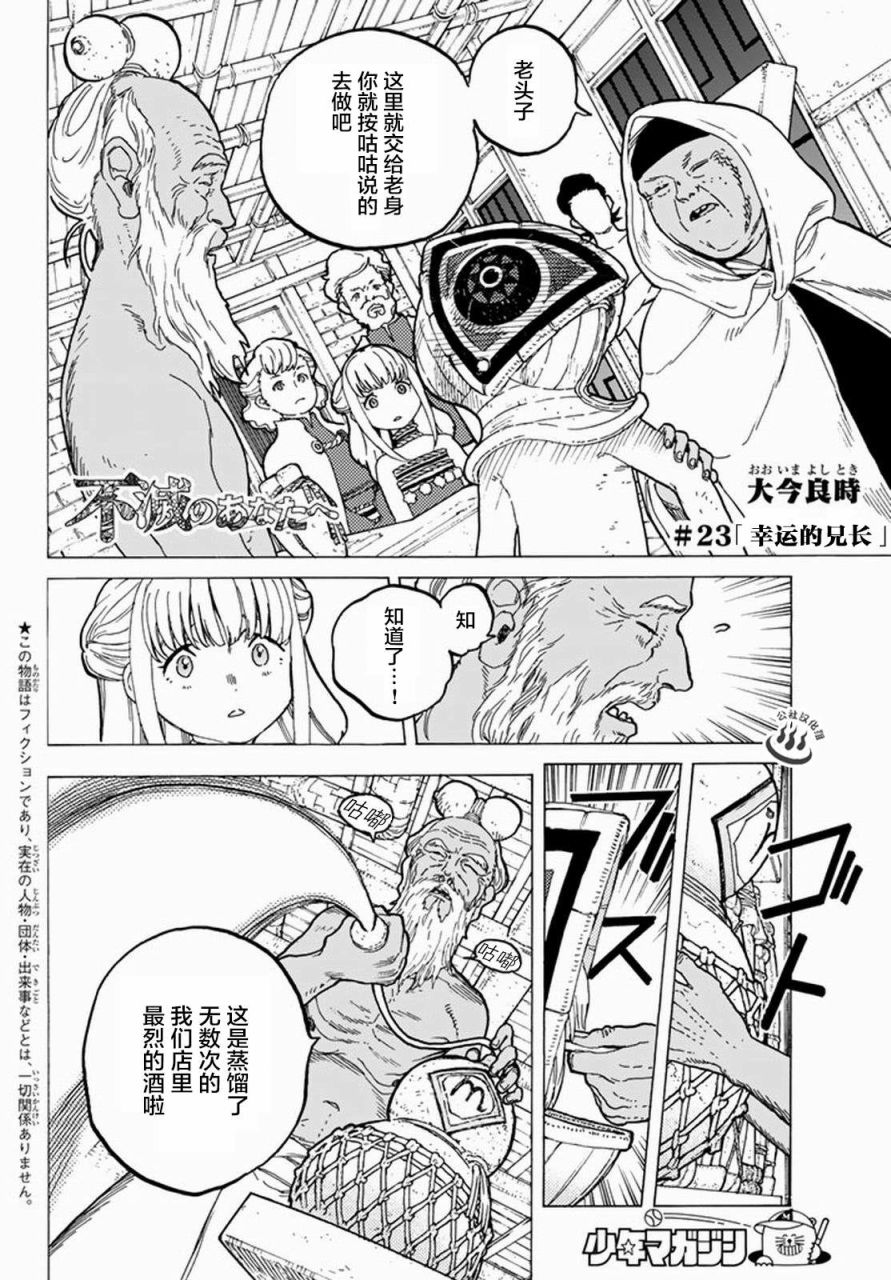 老头子
这里就交给老身
你就按咕咕说的
去做吧
不滅のあなたへ
おおいまよしとき
大今良時
#23「幸运的兄长」
知
知道了…！
公社汉化组
ゴク
ズズ
咕嘟
咕嘟
这是蒸馏了
无数次的
我们店里
最烈的酒啦
★この物語はフィクションであり、実在の人物・団体・出来事などとは、一切関係ありません。
少年マガジン